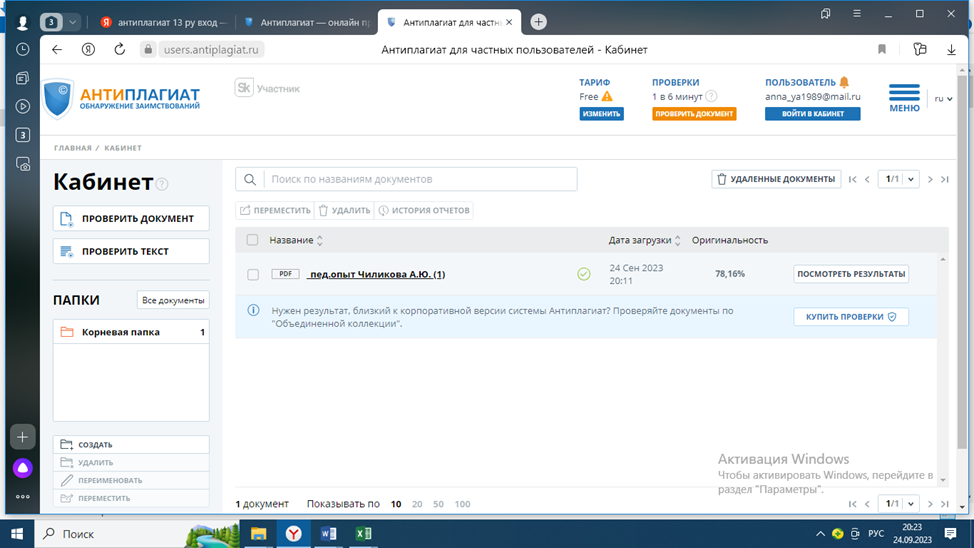 3
антиплагиат 13 ру вход —
Антиплагиат — онлайн пр
Антиплагиат для частн
users.antiplagiat.ru
Антиплагиат для частных пользователей - Кабинет
АНТИПЛАГИАТ
ОБНАРУЖЕНИЕ ЗАИМСТВОВАНИЙ
Sk Участник
ТАРИФ
Free
ИЗМЕНИТЬ
ПРОВЕРКИ
1 в 6 минут
ПРОВЕРИТЬ ДОКУМЕНТ
ПОЛЬЗОВАТЕЛЬ
anna_ya1989@mail.ru
ВОЙТИ В КАБИНЕТ
МЕНЮ
ru
3
ГЛАВНАЯ / КАБИНЕТ
Кабинет
ПРОВЕРИТЬ ДОКУМЕНТ
ПРОВЕРИТЬ ТЕКСТ
ПАПКИ
Все документы
Корневая папка 1
СОЗДАТЬ
УДАЛИТЬ
ПЕРЕИМЕНОВАТЬ
ПЕРЕМЕСТИТЬ
Поиск по названиям документов
УДАЛЕННЫЕ ДОКУМЕНТЫ
1/1
ПЕРЕМЕСТИТЬ УДАЛИТЬ ИСТОРИЯ ОТЧЕТОВ
Название Дата загрузки Оригинальность
PDF _пед.опыт Чиликова А.Ю. (1)
24 Сен 2023
20:11
78,16%
ПОСМОТРЕТЬ РЕЗУЛЬТАТЫ
Нужен результат, близкий к корпоративной версии системы Антиплагиат? Проверяйте документы по
"Объединенной коллекции".
КУПИТЬ ПРОВЕРКИ
Активация Windows
Чтобы активировать Windows, перейдите в
раздел "Параметры".
1 документ Показывать по 10 20 50 100
1/1
Поиск
РУС
20:23
24.09.2023